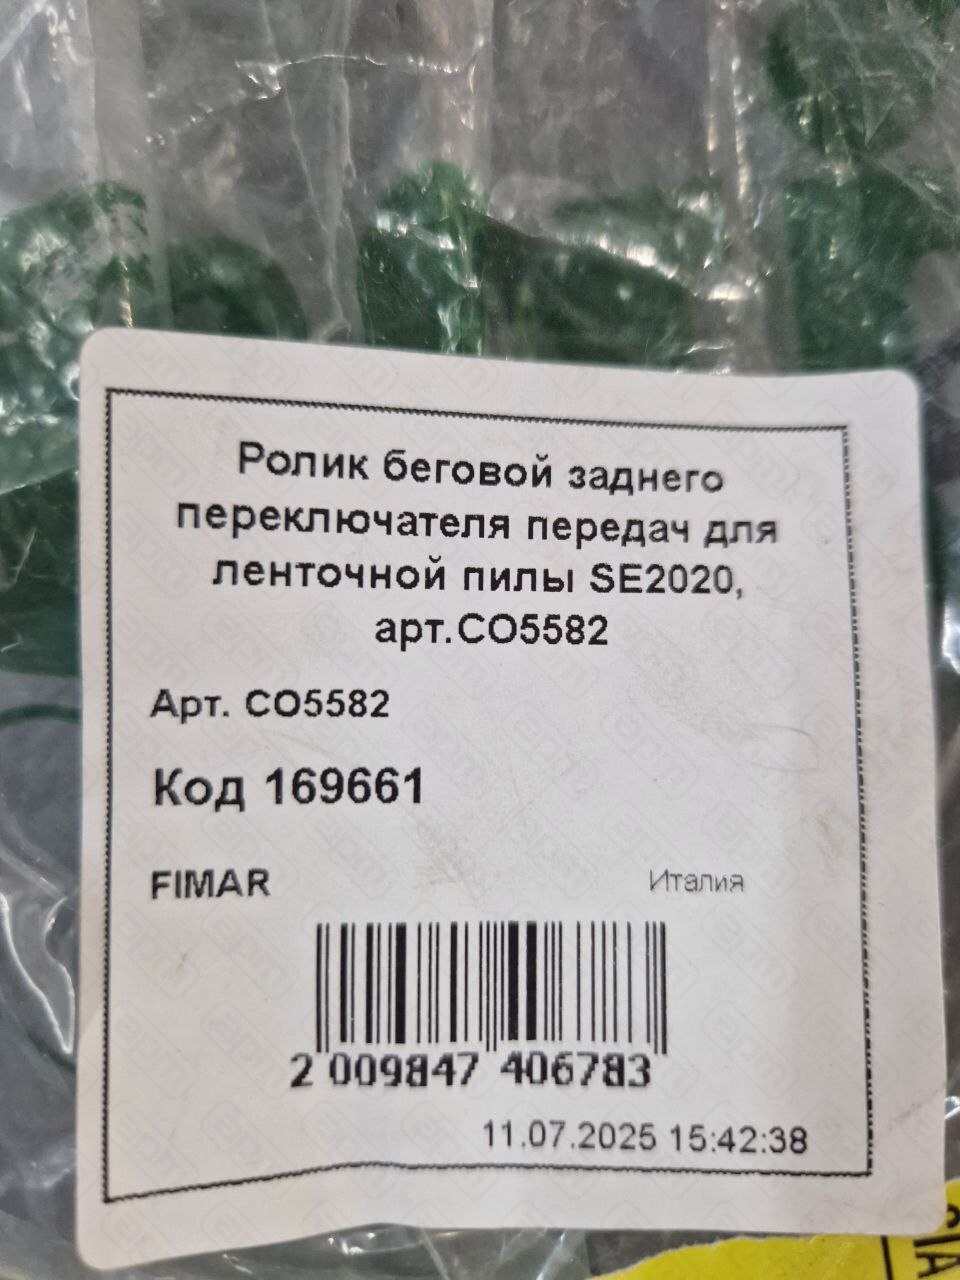 Ролик беговой заднего
переключателя передач для
ленточной пилы SE2020,
арт.CO5582
Арт. CO5582
Код 169661
FIMAR
Италия
2 009847 406783
11.07.2025 15:42:38